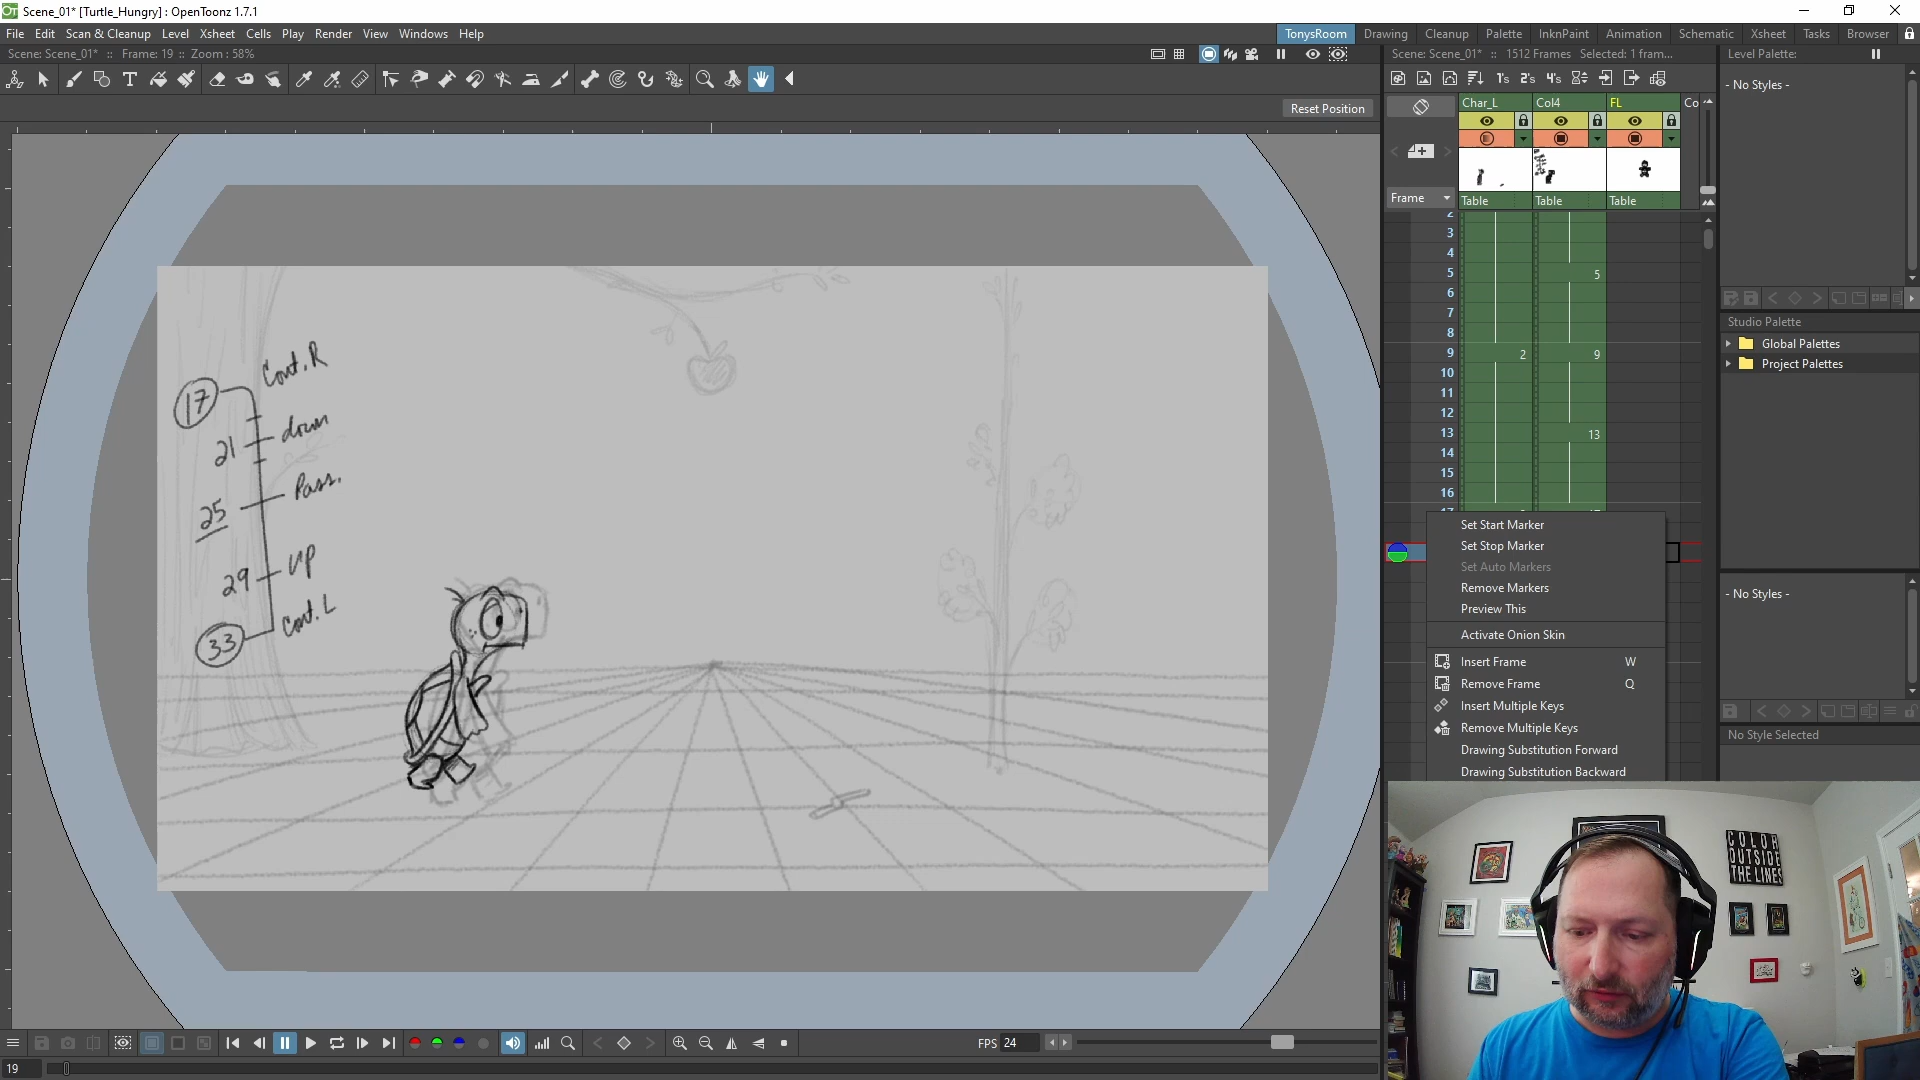 Scene_01* [Turtle_Hungry] : OpenToonz 1.7.1
File Edit Scan & Cleanup Level Xsheet Cells Play Render View Windows Help
TonysRoom Drawing Cleanup Palette InknPaint Animation Schematic Xsheet Tasks Browser
Scene: Scene_01* :: Frame: 19 :: Zoom : 58%
Scene: Scene_01* :: 1512 Frames Selected: 1 fram...
Level Palette:
1's 2's 4's
- No Styles -
Reset Position
Char_L Col4 FL Co
Frame
Table Table Table
2
3
4
5 5
6
7
8
9 2 9
10
11
12
13 13
14
15
16
Studio Palette
Global Palettes
Project Palettes
- No Styles -
No Style Selected
Set Start Marker
Set Stop Marker
Set Auto Markers
Remove Markers
Preview This
Activate Onion Skin
Insert Frame W
Remove Frame Q
Insert Multiple Keys
Remove Multiple Keys
Drawing Substitution Forward
Drawing Substitution Backward
17 Cont. R
21 down
25 Pass.
29 UP
33 Cont. L
COLOR
OUTSIDE
THE LINES
FPS 24
19